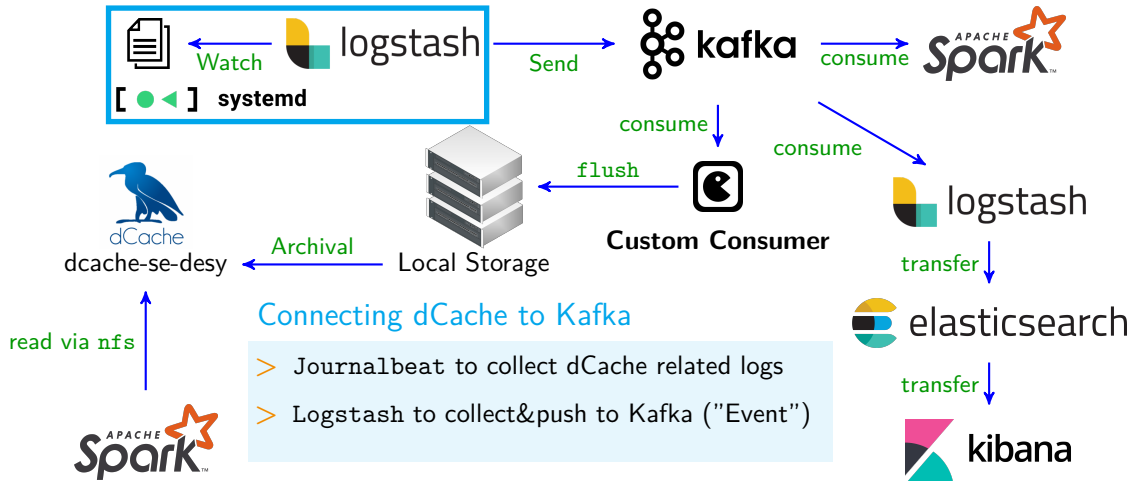 logstash
Watch
[ ] systemd
Send
kafka
consume
APACHE
Spark™
consume
consume
flush
Custom Consumer
logstash
dCache
dcache-se-desy
Archival
Local Storage
transfer
elasticsearch
read via nfs
Connecting dCache to Kafka
> Journalbeat to collect dCache related logs
> Logstash to collect&push to Kafka ("Event")
transfer
APACHE
Spark™
kibana